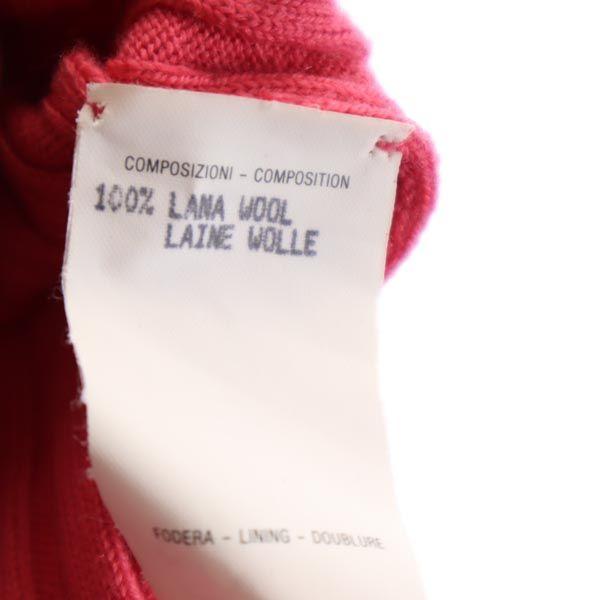 COMPOSIZIONI - COMPOSITION
100% LANA WOOL
LAINE WOLLE
FODERA - LINING - DOUBLURE